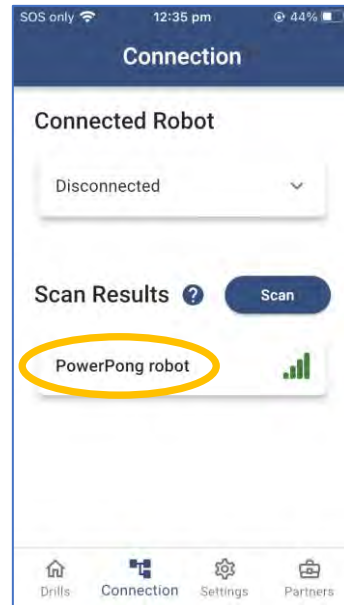 SOS only 12:35 pm 44%
Connection
Connected Robot
Disconnected
Scan Results ? Scan
PowerPong robot
Drills Connection Settings Partners